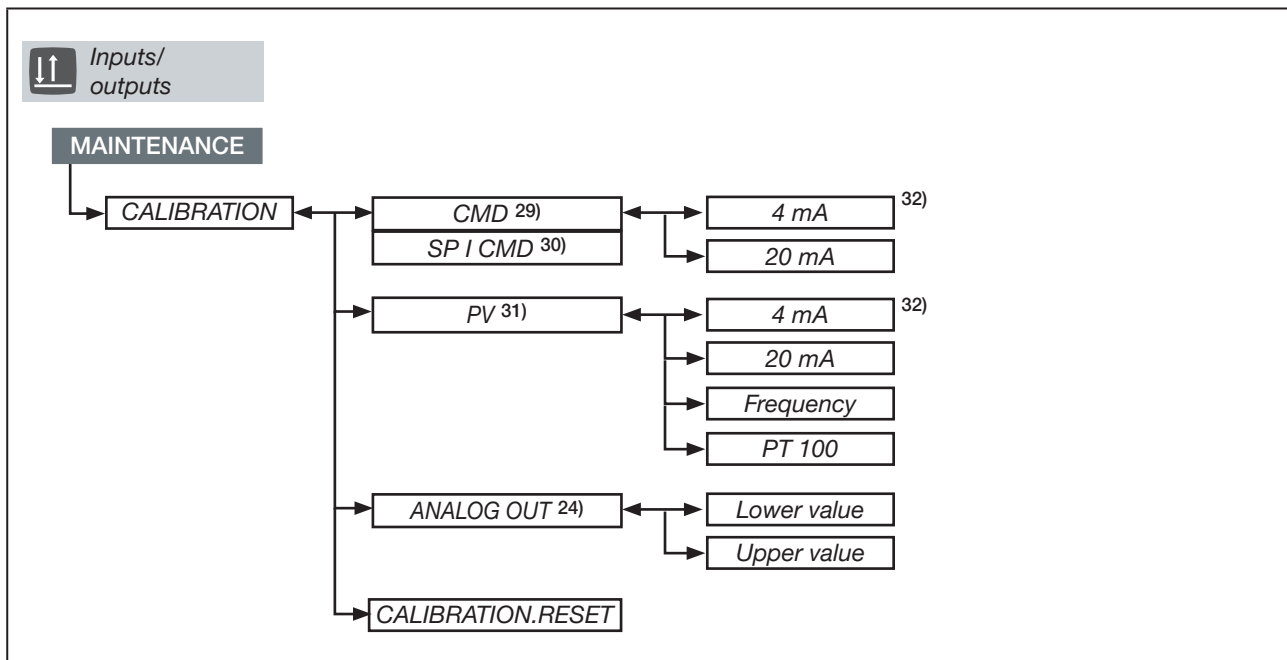 Inputs/
outputs
MAINTENANCE
CALIBRATION
CMD 29)
SP I CMD 30)
4 mA 32)
20 mA
PV 31)
4 mA 32)
20 mA
Frequency
PT 100
ANALOG OUT 24)
Lower value
Upper value
CALIBRATION.RESET